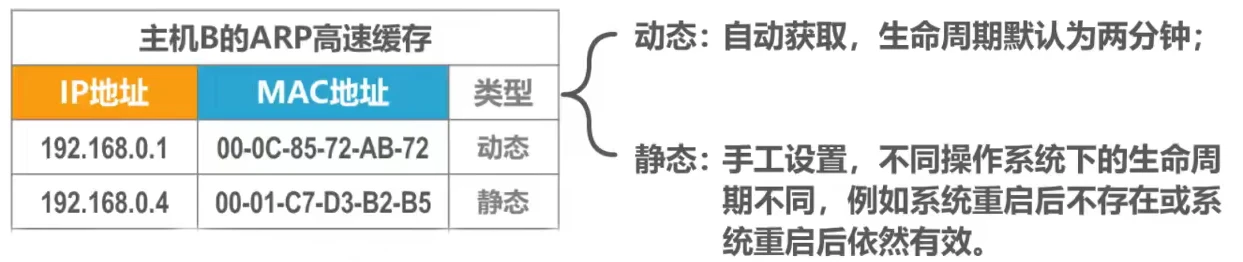 主机B的ARP高速缓存
IP地址 MAC地址 类型
192.168.0.1 00-0C-85-72-AB-72 动态
192.168.0.4 00-01-C7-D3-B2-B5 静态
动态：自动获取，生命周期默认为两分钟；
静态：手工设置，不同操作系统下的生命周
期不同，例如系统重启后不存在或系
统重启后依然有效。